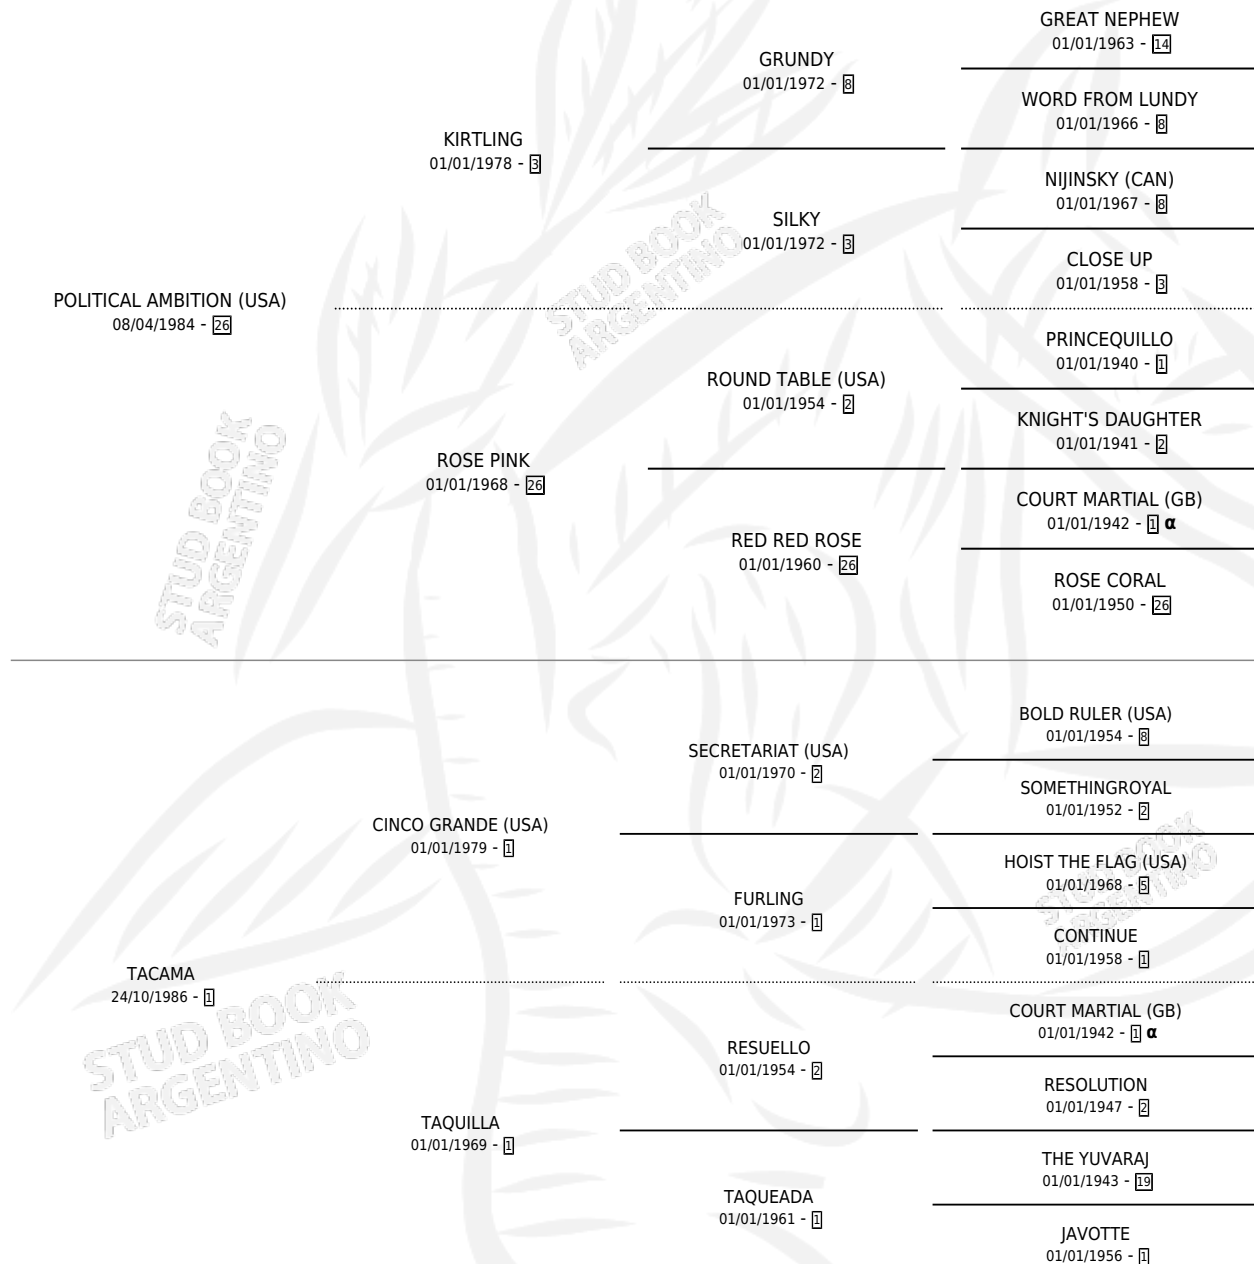 GREAT NEPHEW
01/01/1963 - 14
GRUNDY
01/01/1972 - 8
WORD FROM LUNDY
01/01/1966 - 8
KIRTLING
01/01/1978 - 3
NIJINSKY (CAN)
01/01/1967 - 8
SILKY
01/01/1972 - 3
CLOSE UP
01/01/1958 - 3
POLITICAL AMBITION (USA)
08/04/1984 - 26
PRINCEQUILLO
01/01/1940 - 1
ROUND TABLE (USA)
01/01/1954 - 2
KNIGHT'S DAUGHTER
01/01/1941 - 2
ROSE PINK
01/01/1968 - 26
COURT MARTIAL (GB)
01/01/1942 - 1 α
RED RED ROSE
01/01/1960 - 26
ROSE CORAL
01/01/1950 - 26
BOLD RULER (USA)
01/01/1954 - 8
SECRETARIAT (USA)
01/01/1970 - 2
SOMETHINGROYAL
01/01/1952 - 2
CINCO GRANDE (USA)
01/01/1979 - 1
HOIST THE FLAG (USA)
01/01/1968 - 5
FURLING
01/01/1973 - 1
CONTINUE
01/01/1958 - 1
TACAMA
24/10/1986 - 1
COURT MARTIAL (GB)
01/01/1942 - 1 α
RESUELLO
01/01/1954 - 2
RESOLUTION
01/01/1947 - 2
TAQUILLA
01/01/1969 - 1
THE YUVARAJ
01/01/1943 - 19
TAQUEADA
01/01/1961 - 1
JAVOTTE
01/01/1956 - 1
STUD BOOK
ARGENTINO
STUD BOOK
ARGENTINO
STUD BOOK
ARGENTINO
STUD BOOK
ARGENTINO